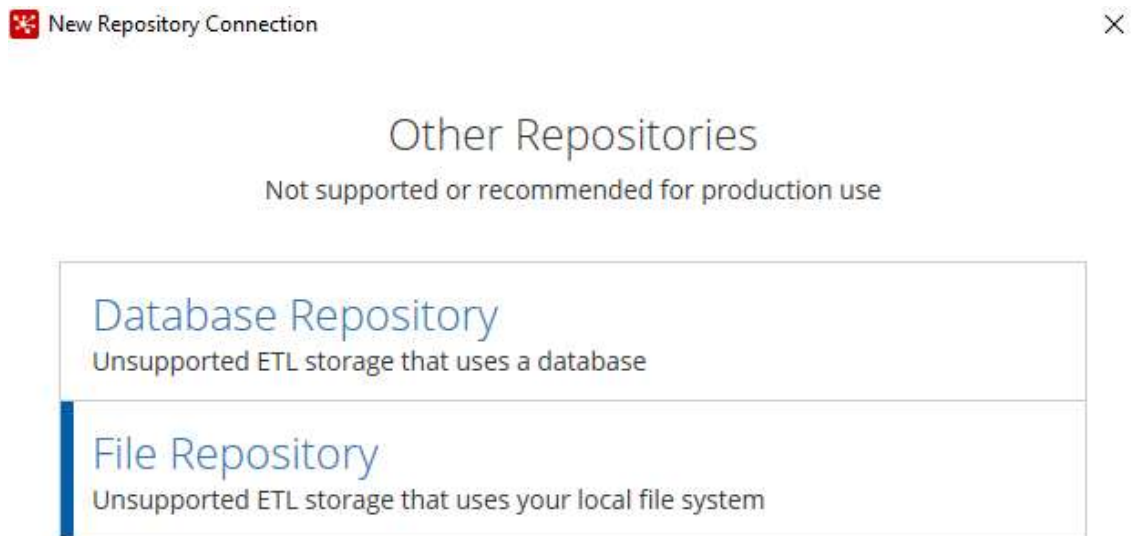 New Repository Connection
Other Repositories
Not supported or recommended for production use
Database Repository
Unsupported ETL storage that uses a database
File Repository
Unsupported ETL storage that uses your local file system